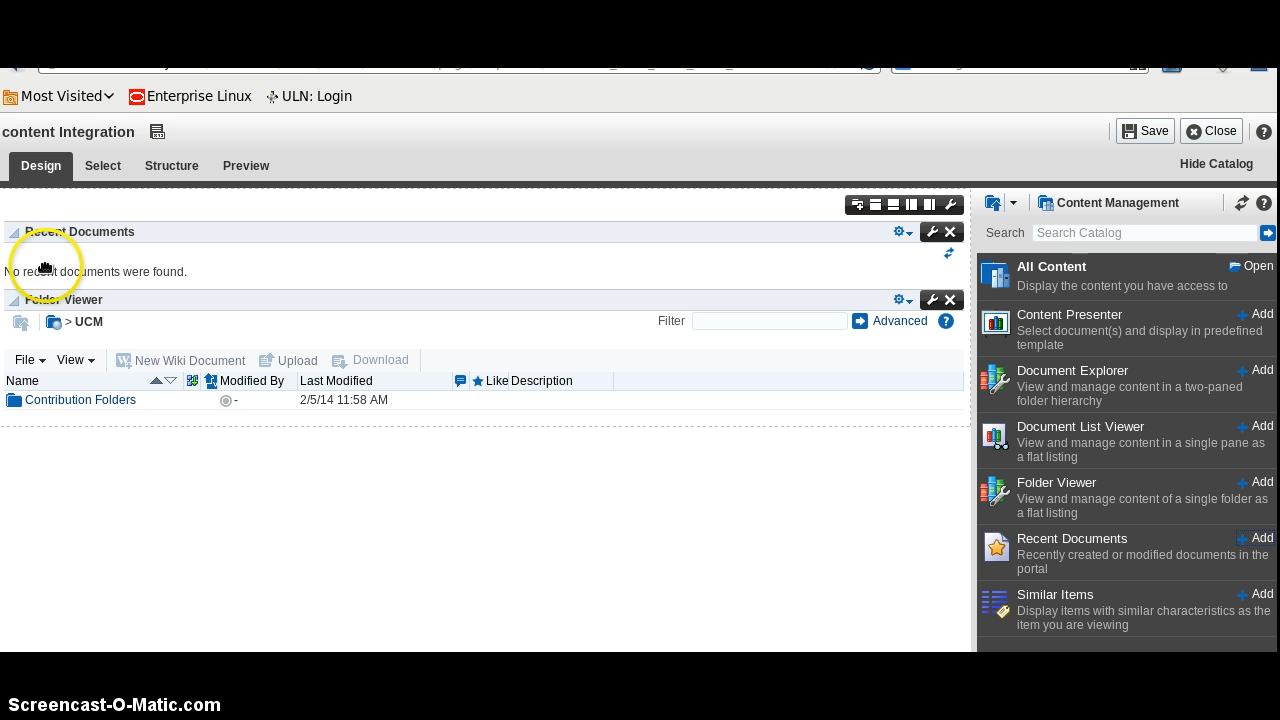 Most Visited Enterprise Linux ULN: Login
content Integration
Save Close
Design Select Structure Preview
Hide Catalog
Recent Documents
No recent documents were found.
Folder Viewer
> UCM
Filter
Advanced
File View New Wiki Document Upload Download
Name Modified By Last Modified Like Description
Contribution Folders - 2/5/14 11:58 AM
Content Management
Search Search Catalog
All Content Open
Display the content you have access to
Content Presenter Add
Select document(s) and display in predefined
template
Document Explorer Add
View and manage content in a two-paned
folder hierarchy
Document List Viewer Add
View and manage content in a single pane as
a flat listing
Folder Viewer Add
View and manage content of a single folder as
a flat listing
Recent Documents Add
Recently created or modified documents in the
portal
Similar Items Add
Display items with similar characteristics as the
item you are viewing
Screencast-O-Matic.com